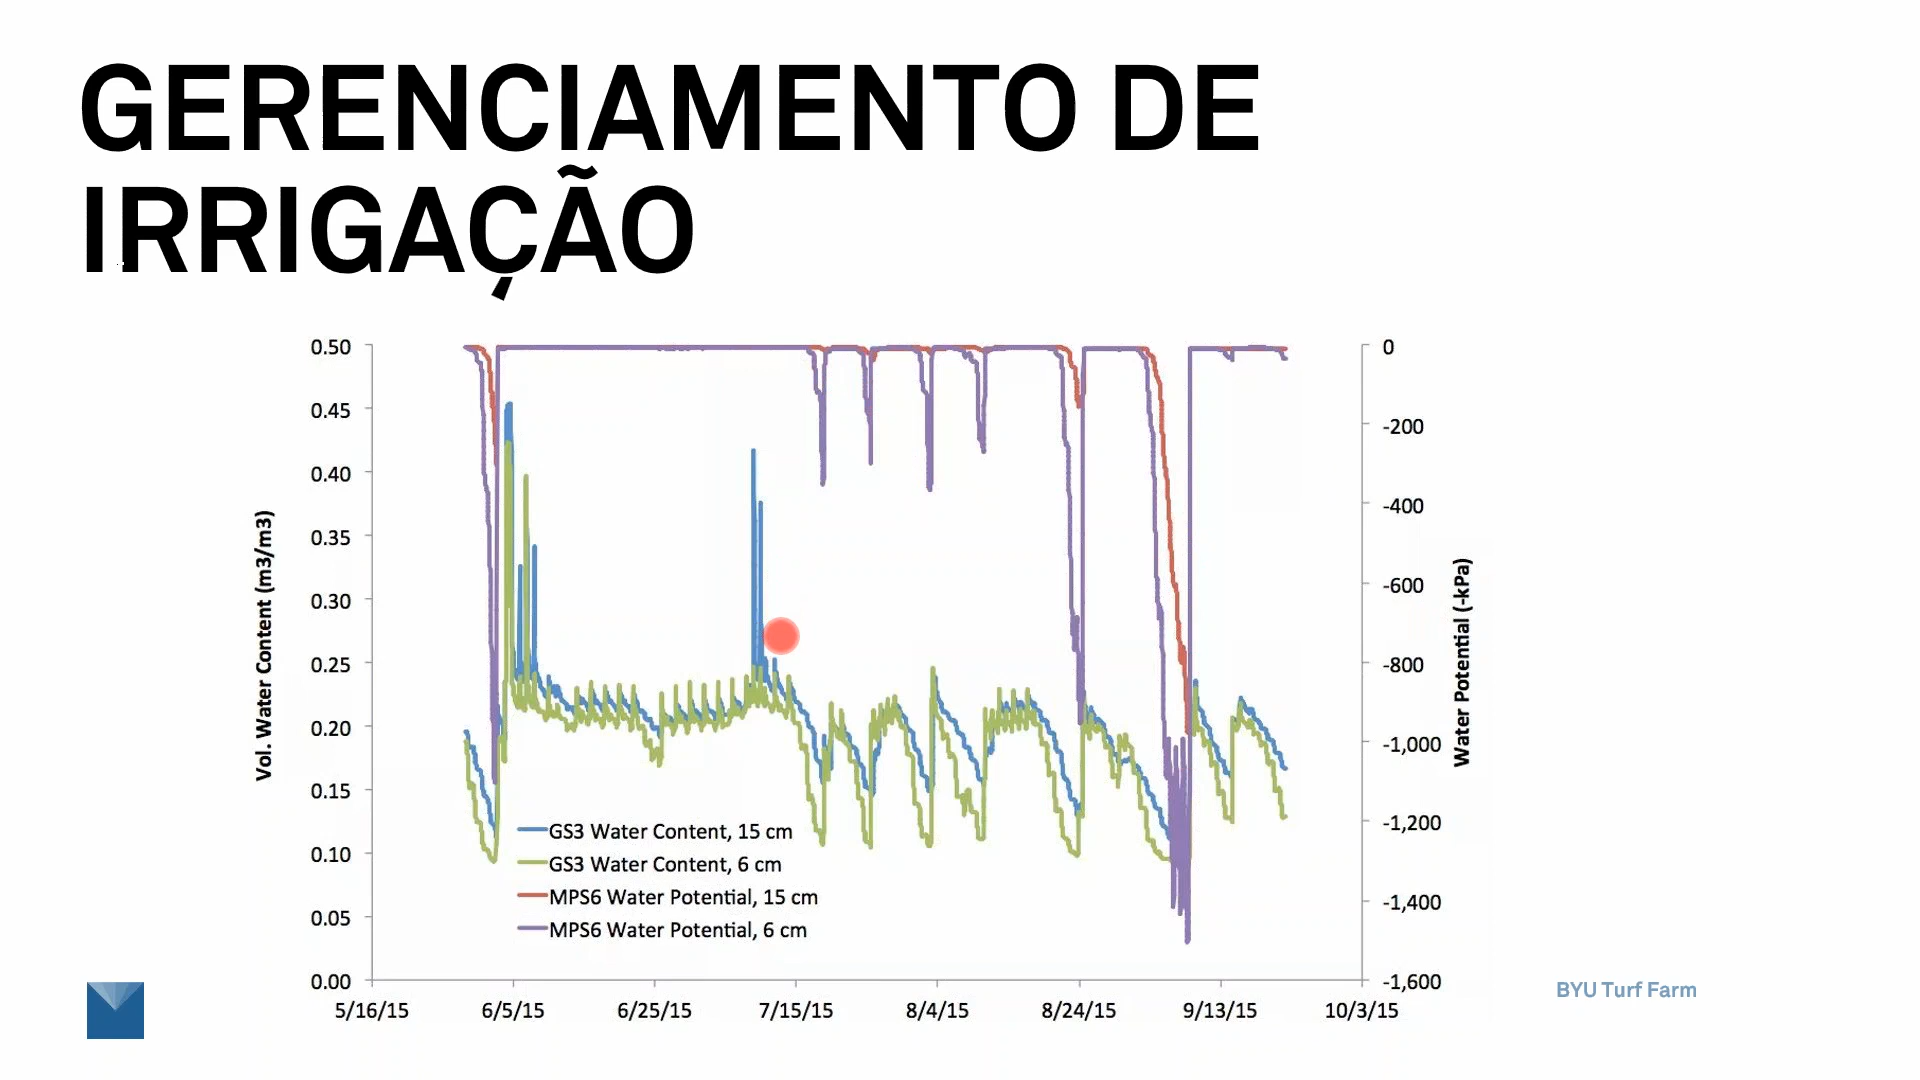 GERENCIAMENTO DE
IRRIGAÇÃO
0.50
0.45
0.40
0.35
0.30
0.25
0.20
0.15
0.10
0.05
0.00
Vol. Water Content (m3/m3)
0
-200
-400
-600
-800
-1,000
-1,200
-1,400
-1,600
Water Potential (-kPa)
GS3 Water Content, 15 cm
GS3 Water Content, 6 cm
MPS6 Water Potential, 15 cm
MPS6 Water Potential, 6 cm
5/16/15 6/5/15 6/25/15 7/15/15 8/4/15 8/24/15 9/13/15 10/3/15
BYU Turf Farm